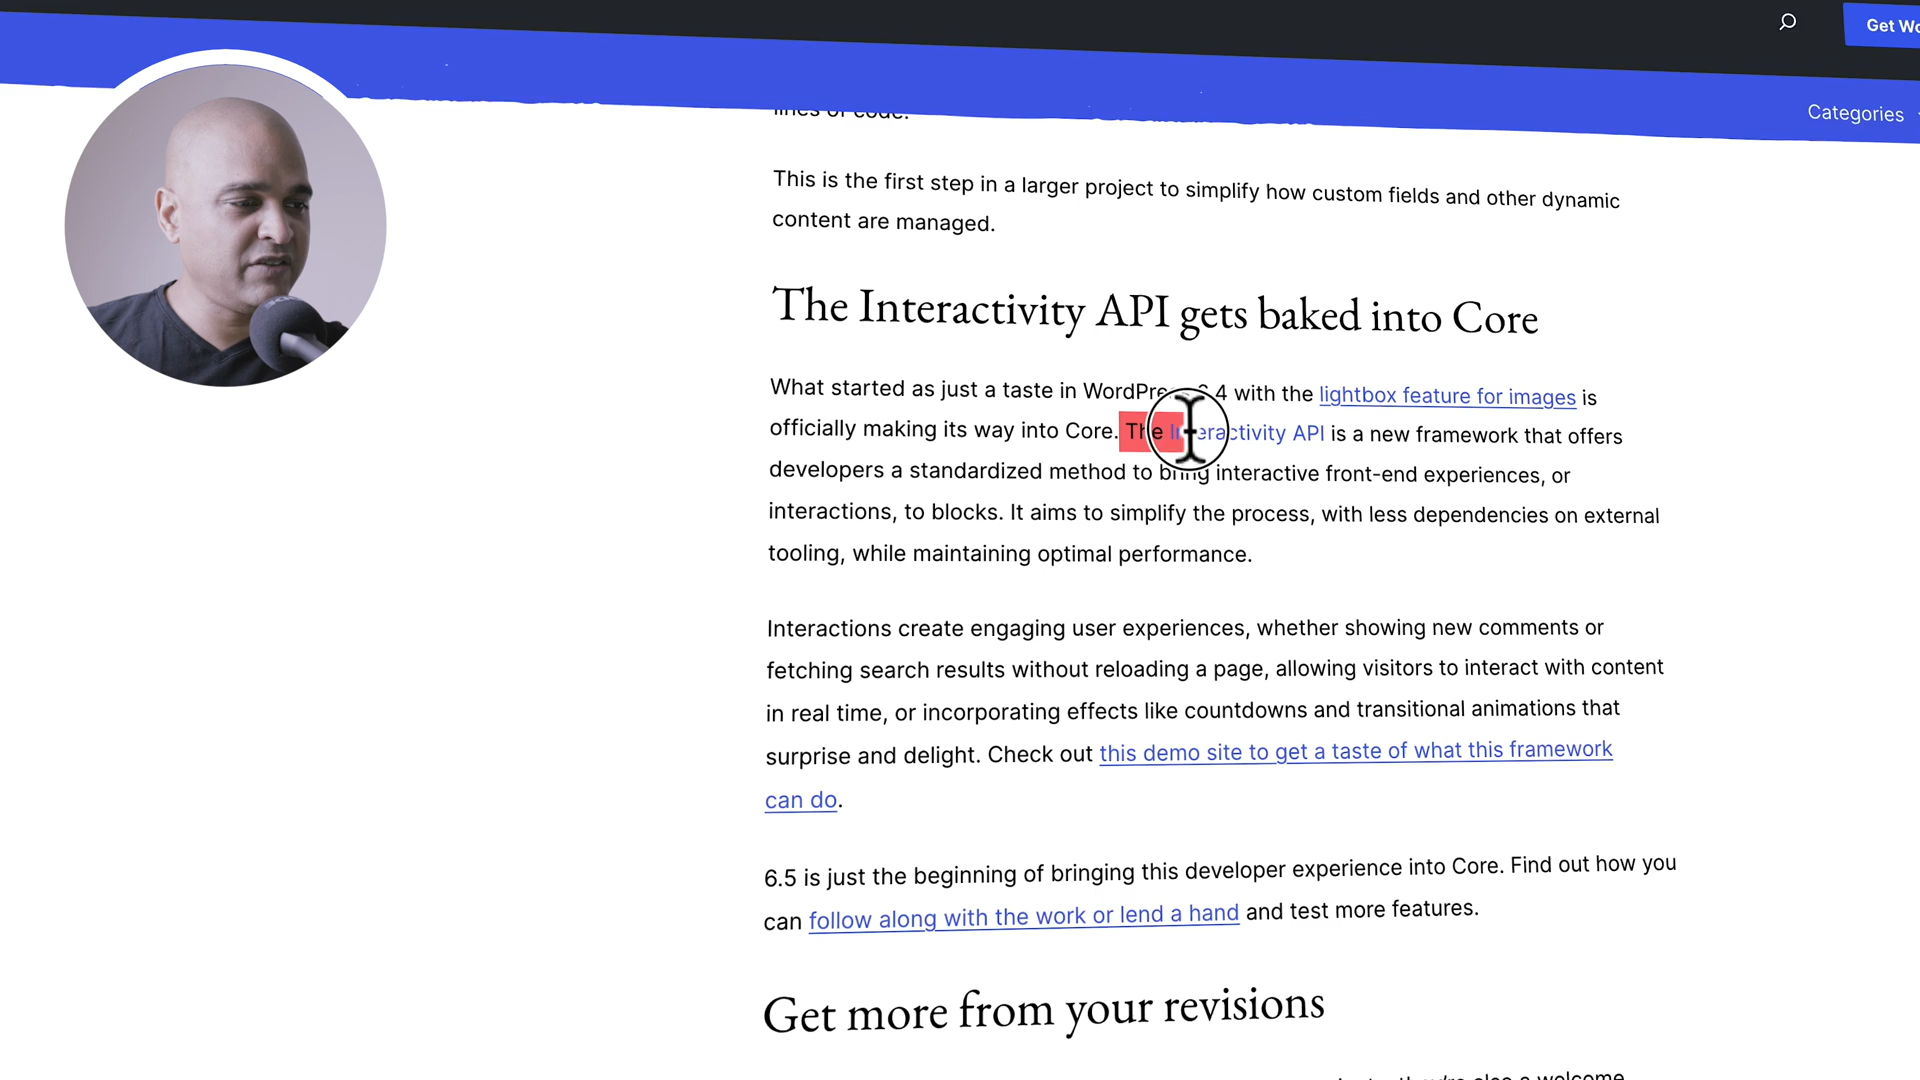 Get
Categories
lines of code.
This is the first step in a larger project to simplify how custom fields and other dynamic
content are managed.
The Interactivity API gets baked into Core
What started as just a taste in WordPress 6.4 with the lightbox feature for images is
officially making its way into Core. The Interactivity API is a new framework that offers
developers a standardized method to bring interactive front-end experiences, or
interactions, to blocks. It aims to simplify the process, with less dependencies on external
tooling, while maintaining optimal performance.
Interactions create engaging user experiences, whether showing new comments or
fetching search results without reloading a page, allowing visitors to interact with content
in real time, or incorporating effects like countdowns and transitional animations that
surprise and delight. Check out this demo site to get a taste of what this framework
can do.
6.5 is just the beginning of bringing this developer experience into Core. Find out how you
can follow along with the work or lend a hand and test more features.
Get more from your revisions
they're also a welcome